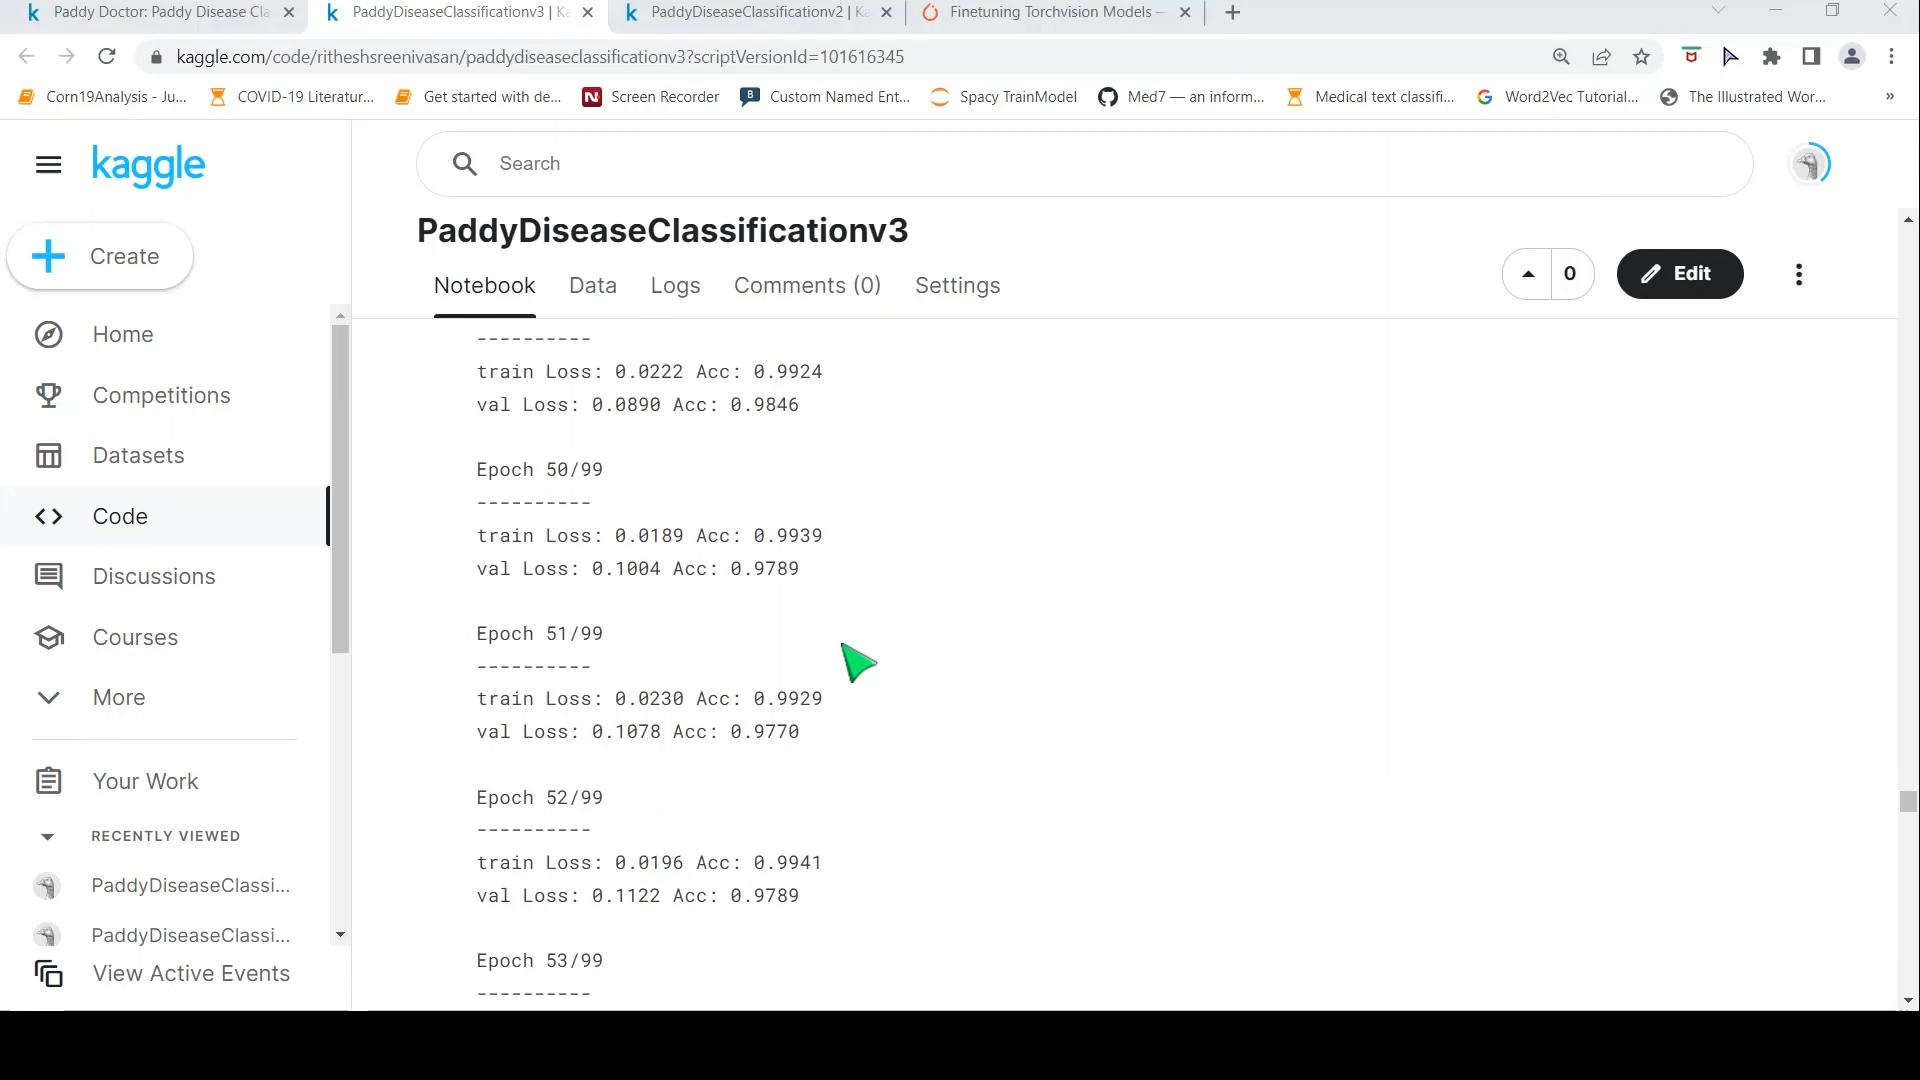 Paddy Doctor: Paddy Disease Cla
PaddyDiseaseClassificationv3 | Ka
PaddyDiseaseClassificationv2 | Ka
Finetuning Torchvision Models —
kaggle.com/code/ritheshsreenivasan/paddydiseaseclassificationv3?scriptVersionId=101616345
Corn19Analysis - Ju...
COVID-19 Literatur...
Get started with de...
Screen Recorder
Custom Named Ent...
Spacy TrainModel
Med7 — an inform...
Medical text classifi...
Word2Vec Tutorial...
The Illustrated Wor...
»
kaggle
Search
Create
Home
Competitions
Datasets
Code
Discussions
Courses
More
Your Work
RECENTLY VIEWED
PaddyDiseaseClassi...
PaddyDiseaseClassi...
View Active Events
PaddyDiseaseClassificationv3
Notebook Data Logs Comments (0) Settings
0
Edit
----------
train Loss: 0.0222 Acc: 0.9924
val Loss: 0.0890 Acc: 0.9846
Epoch 50/99
----------
train Loss: 0.0189 Acc: 0.9939
val Loss: 0.1004 Acc: 0.9789
Epoch 51/99
----------
train Loss: 0.0230 Acc: 0.9929
val Loss: 0.1078 Acc: 0.9770
Epoch 52/99
----------
train Loss: 0.0196 Acc: 0.9941
val Loss: 0.1122 Acc: 0.9789
Epoch 53/99
----------